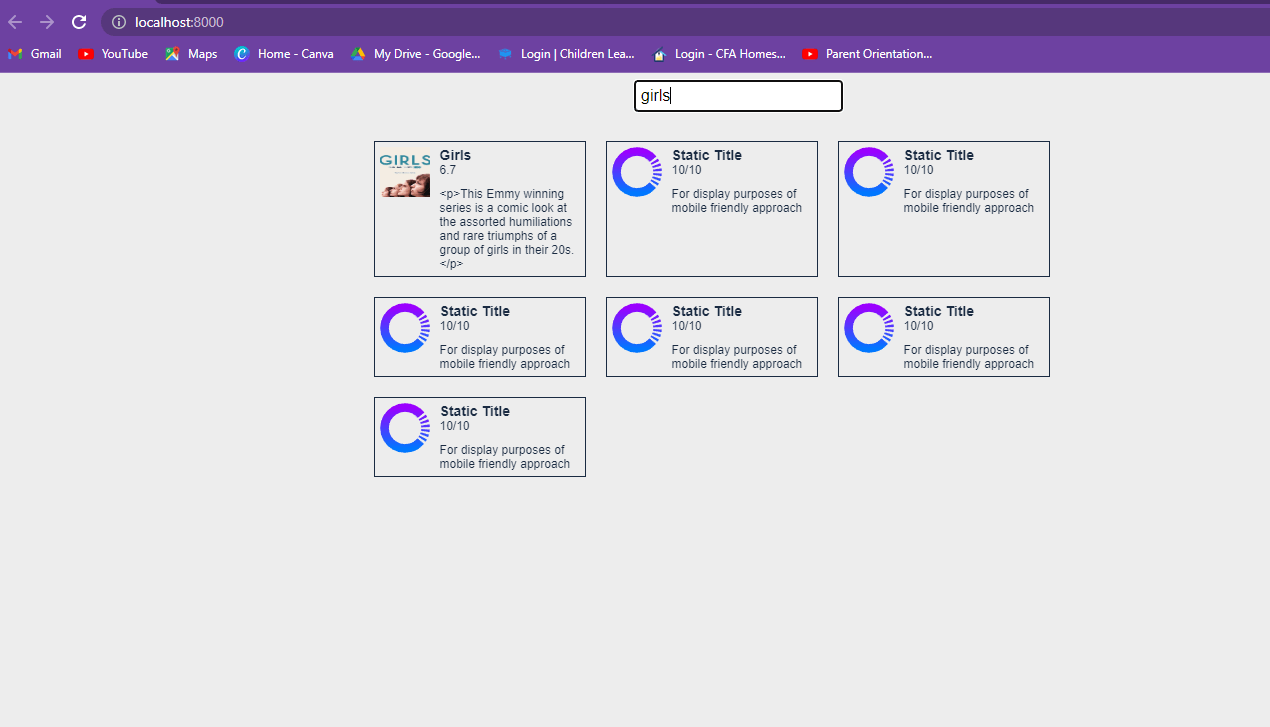 localhost:8000
Gmail YouTube Maps Home - Canva My Drive - Google... Login | Children Lea... Login - CFA Homes... Parent Orientation...
girls
GIRLS
Girls
6.7
<p>This Emmy winning
series is a comic look at
the assorted humiliations
and rare triumphs of a
group of girls in their 20s.
</p>
Static Title
10/10
For display purposes of
mobile friendly approach
Static Title
10/10
For display purposes of
mobile friendly approach
Static Title
10/10
For display purposes of
mobile friendly approach
Static Title
10/10
For display purposes of
mobile friendly approach
Static Title
10/10
For display purposes of
mobile friendly approach
Static Title
10/10
For display purposes of
mobile friendly approach